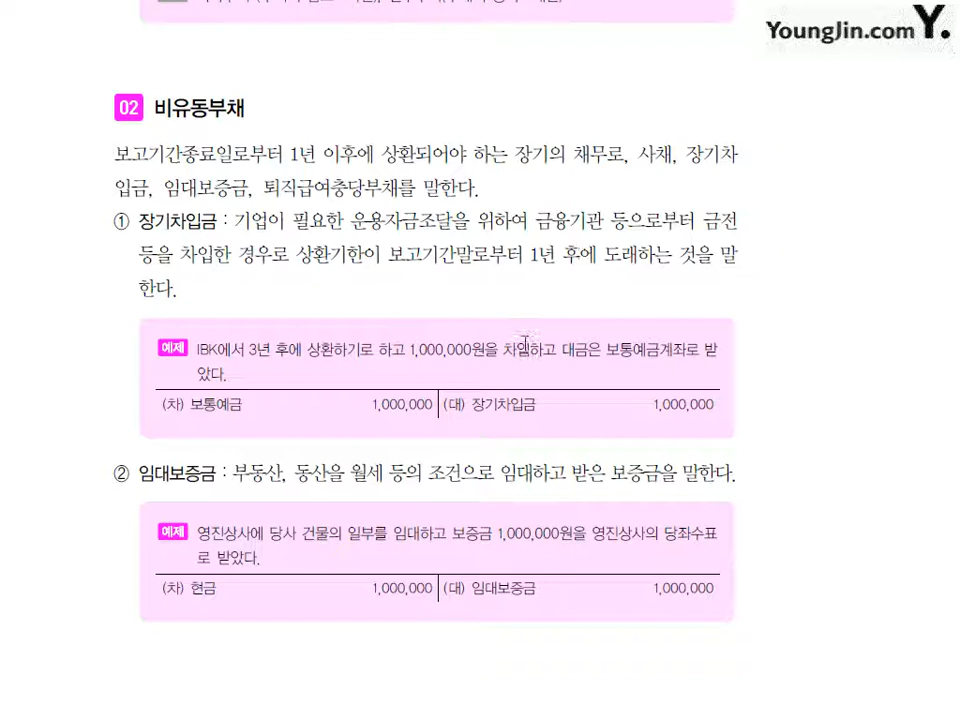 YoungJin.com Y.
02 비유동부채
보고기간종료일로부터 1년 이후에 상환되어야 하는 장기의 채무로, 사채, 장기차
입금, 임대보증금, 퇴직급여충당부채를 말한다.
① 장기차입금 : 기업이 필요한 운용자금조달을 위하여 금융기관 등으로부터 금전
등을 차입한 경우로 상환기한이 보고기간말로부터 1년 후에 도래하는 것을 말
한다.
예제 IBK에서 3년 후에 상환하기로 하고 1,000,000원을 차입하고 대금은 보통예금계좌로 받
았다.
(차) 보통예금 1,000,000 (대) 장기차입금 1,000,000
② 임대보증금 : 부동산, 동산을 월세 등의 조건으로 임대하고 받은 보증금을 말한다.
예제 영진상사에 당사 건물의 일부를 임대하고 보증금 1,000,000원을 영진상사의 당좌수표
로 받았다.
(차) 현금 1,000,000 (대) 임대보증금 1,000,000